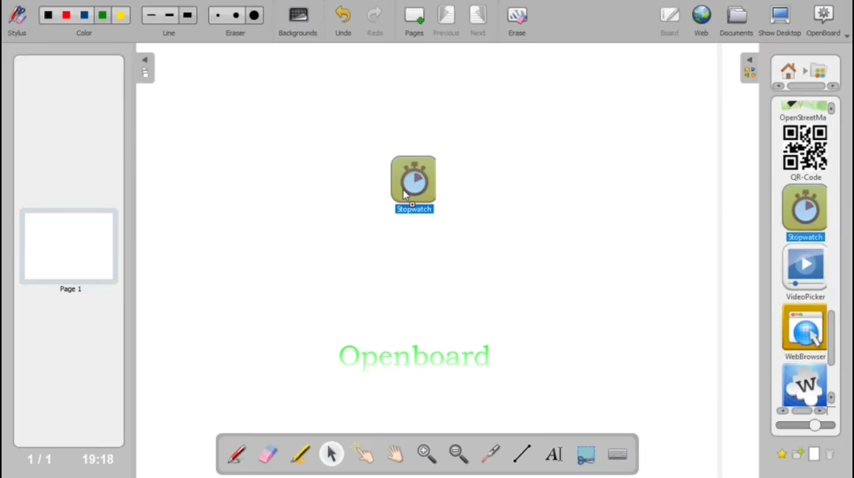 Stylus
Color
Line
Eraser
Backgrounds
Undo
Redo
Pages
Previous
Next
Erase
Board
Web
Documents
Show Desktop
OpenBoard
OpenStreetMa
QR-Code
Stopwatch
Stopwatch
VideoPicker
WebBrowser
W
Page 1
Openboard
AI
1 / 1
19:18